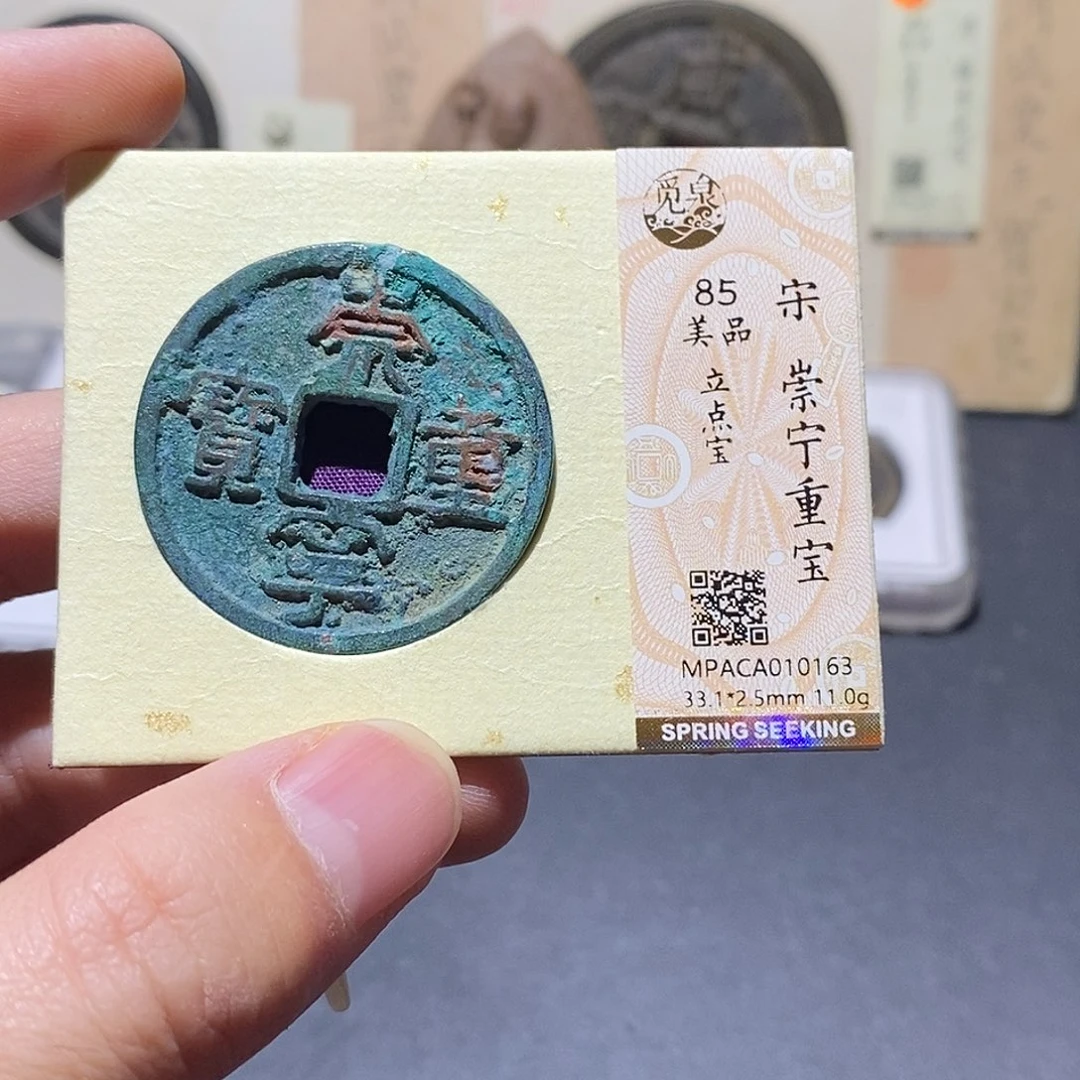 崇
重
寧
寳
觅泉
85
美品
立点宝
宋 崇宁重宝
MPACA010163
33.1*2.5mm 11.0g
SPRING SEEKING